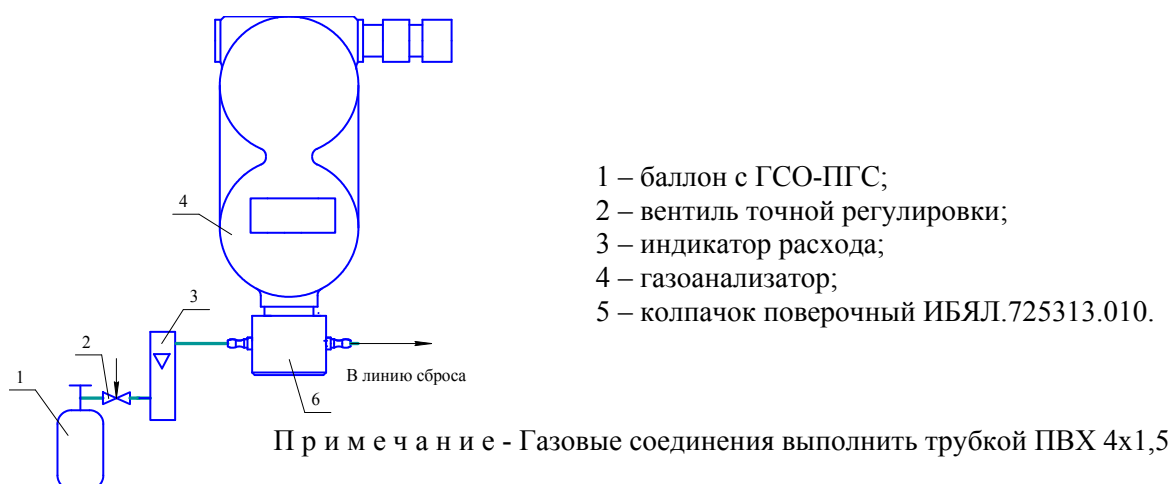 1 – баллон с ГСО-ПГС;
2 – вентиль точной регулировки;
3 – индикатор расхода;
4 – газоанализатор;
5 – колпачок поверочный ИБЯЛ.725313.010.
4
3
2
1
В линию сброса
6
П р и м е ч а н и е - Газовые соединения выполнить трубкой ПВХ 4х1,5